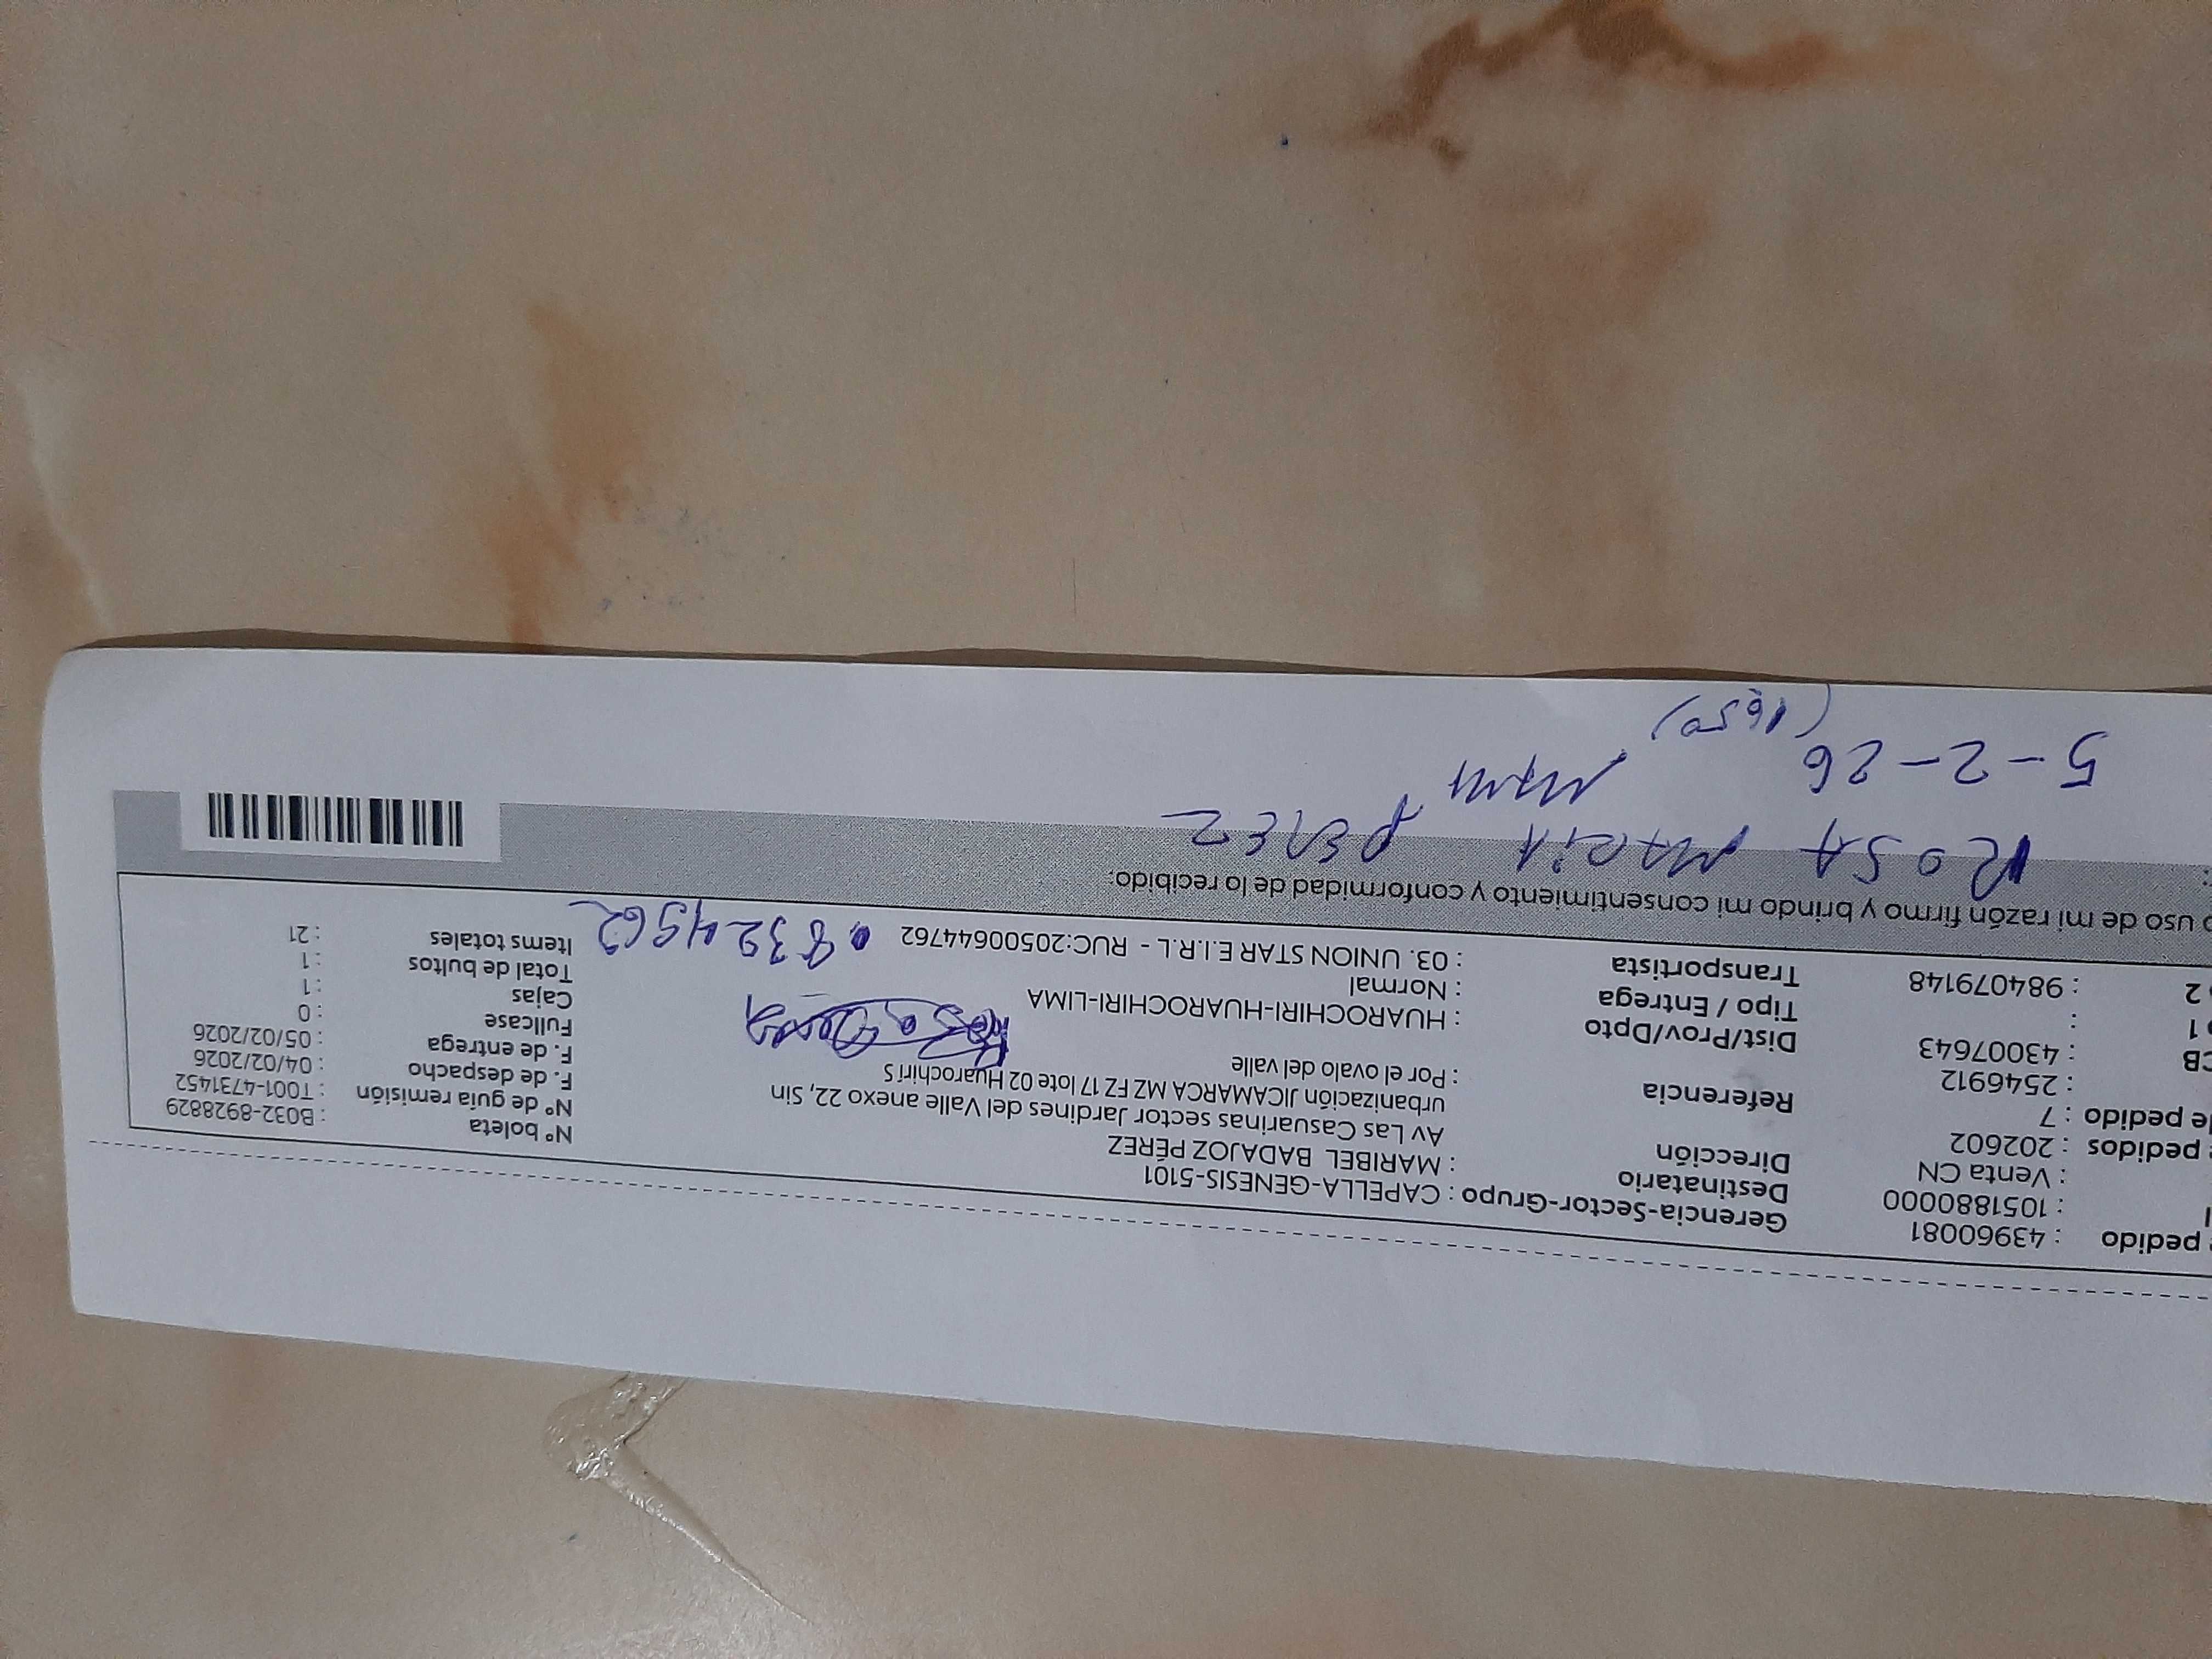 pedido : 43960081 Gerencia-Sector-Grupo : CAPELLA-GENESIS-5101
: 1051880000 Destinatario : MARIBEL BADAJOZ PÉREZ Nº boleta : B032-8928829
: Venta CN Dirección Av Las Casuarinas sector Jardines del Valle anexo 22, Sin Nº de guía remisión : T001-4731452
pedidos : 202602 urbanización JICAMARCA MZ FZ 17 lote 02 Huarochirí S F. de despacho : 04/02/2026
de pedido : 7 Referencia : Por el ovalo del valle F. de entrega : 05/02/2026
: 2546912 Dist/Prov/Dpto : HUAROCHIRI-HUAROCHIRI-LIMA Fullcase : 0
CB : 43007643 Tipo / Entrega : Normal Cajas : 1
1 : Transportista : 03. UNION STAR E.I.R.L - RUC:20500644762 Total de bultos : 1
2 : 984079148 Items totales : 21
08324562
uso de mi razón firmo y brindo mi consentimiento y conformidad de lo recibido:
ROSA MARIA PEREZ
5-2-26
(1650)